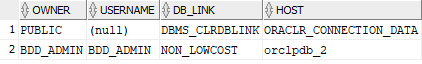 OWNER USERNAME DB_LINK HOST
1 PUBLIC (null) DBMS_CLRDBLINK ORACLR_CONNECTION_DATA
2 BDD_ADMIN BDD_ADMIN NON_LOWCOST orclpdb_2